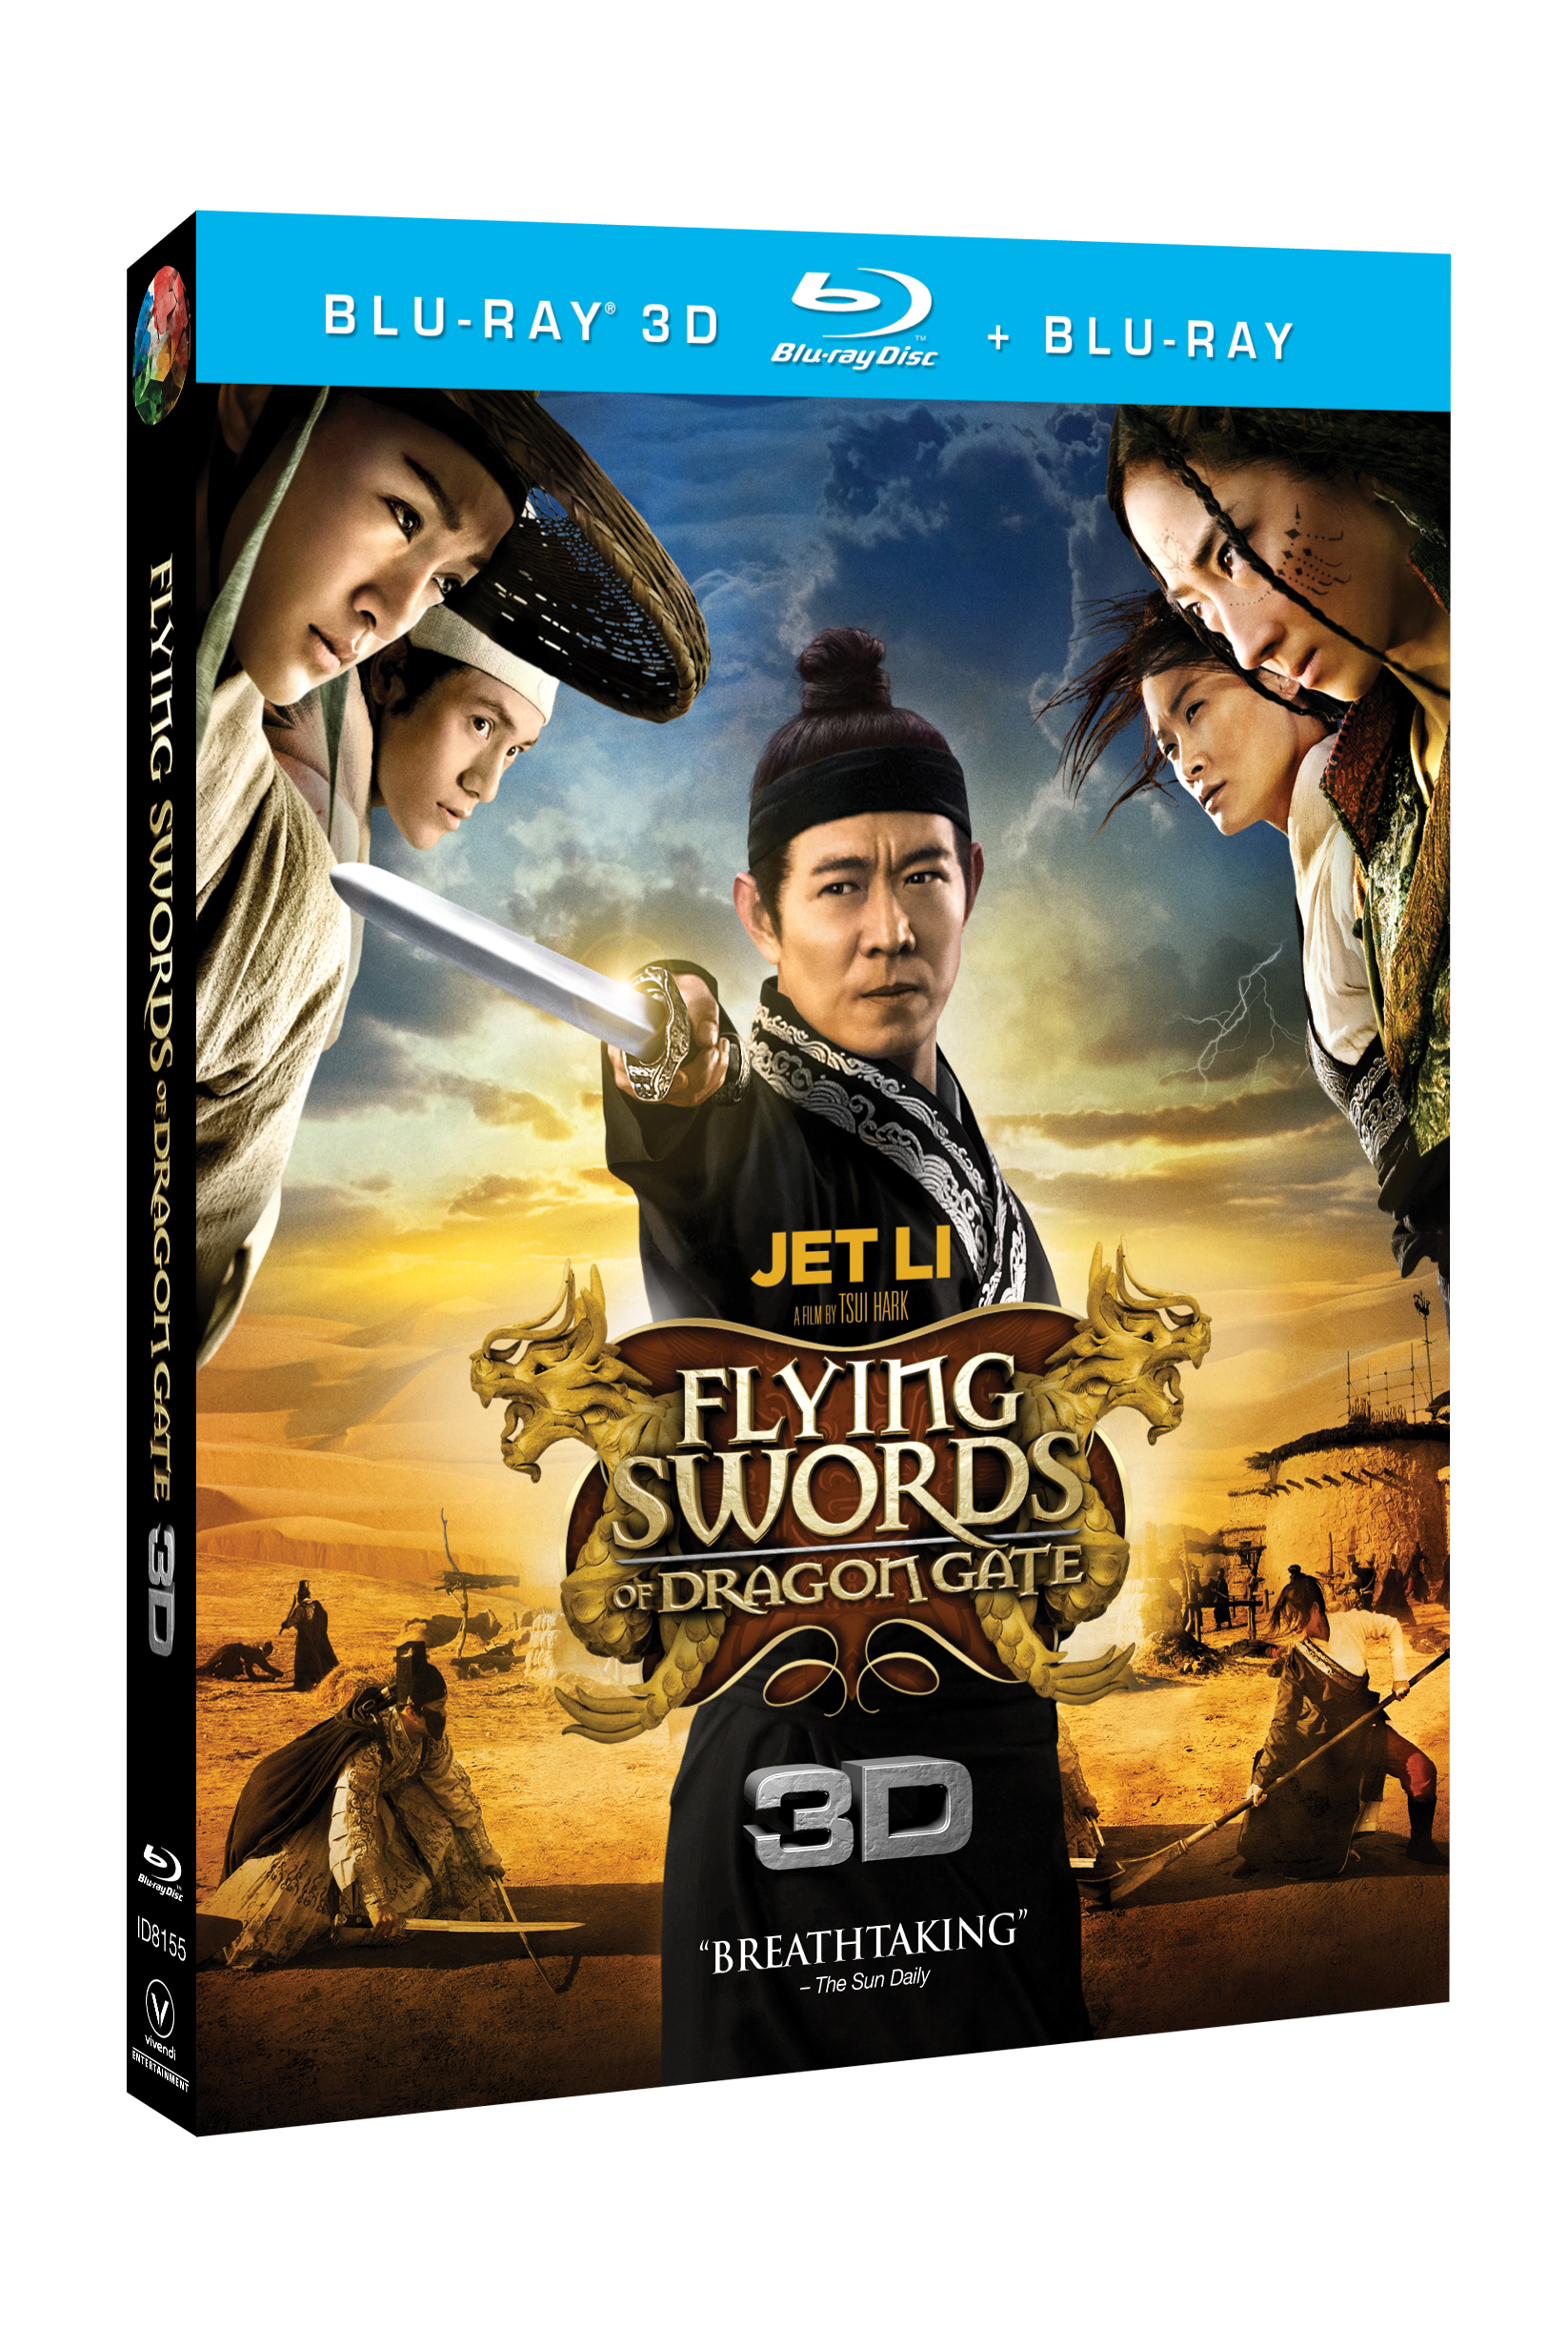 BLU-RAY® 3D
Blu-ray Disc™
+ BLU-RAY
JET LI
A FILM BY TSUI HARK
FLYING
SWORDS
OF DRAGON GATE
3D
“BREATHTAKING”
– The Sun Daily
FLYING SWORDS OF DRAGON GATE 3D
Blu-ray Disc™
ID8155
V
vivendi
ENTERTAINMENT